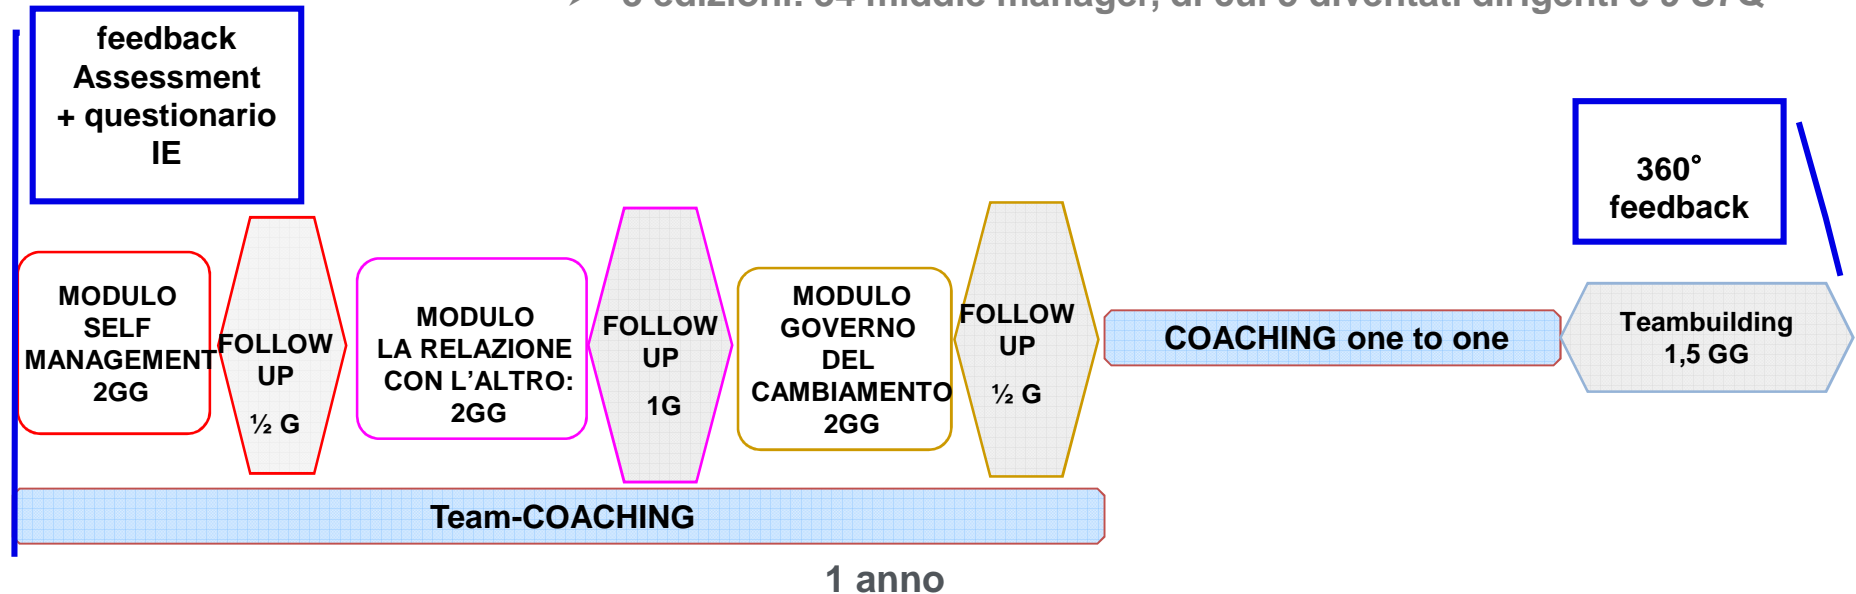 feedback
Assessment
+ questionario
IE
360°
feedback
MODULO
SELF
MANAGEMENT
2GG
FOLLOW
UP
½ G
MODULO
LA RELAZIONE
CON L'ALTRO:
2GG
FOLLOW
UP
1G
MODULO
GOVERNO
DEL
CAMBIAMENTO
2GG
FOLLOW
UP
½ G
COACHING one to one
Teambuilding
1,5 GG
Team-COACHING
1 anno